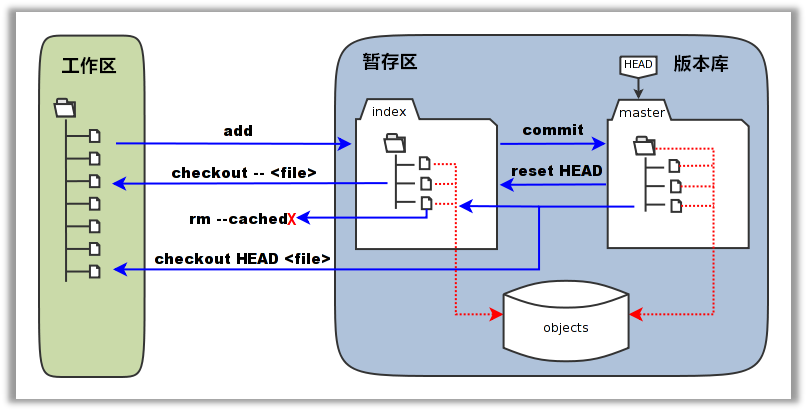 工作区
暂存区
HEAD
版本库
index
master
add
commit
checkout -- <file>
reset HEAD
rm --cached
X
checkout HEAD <file>
objects